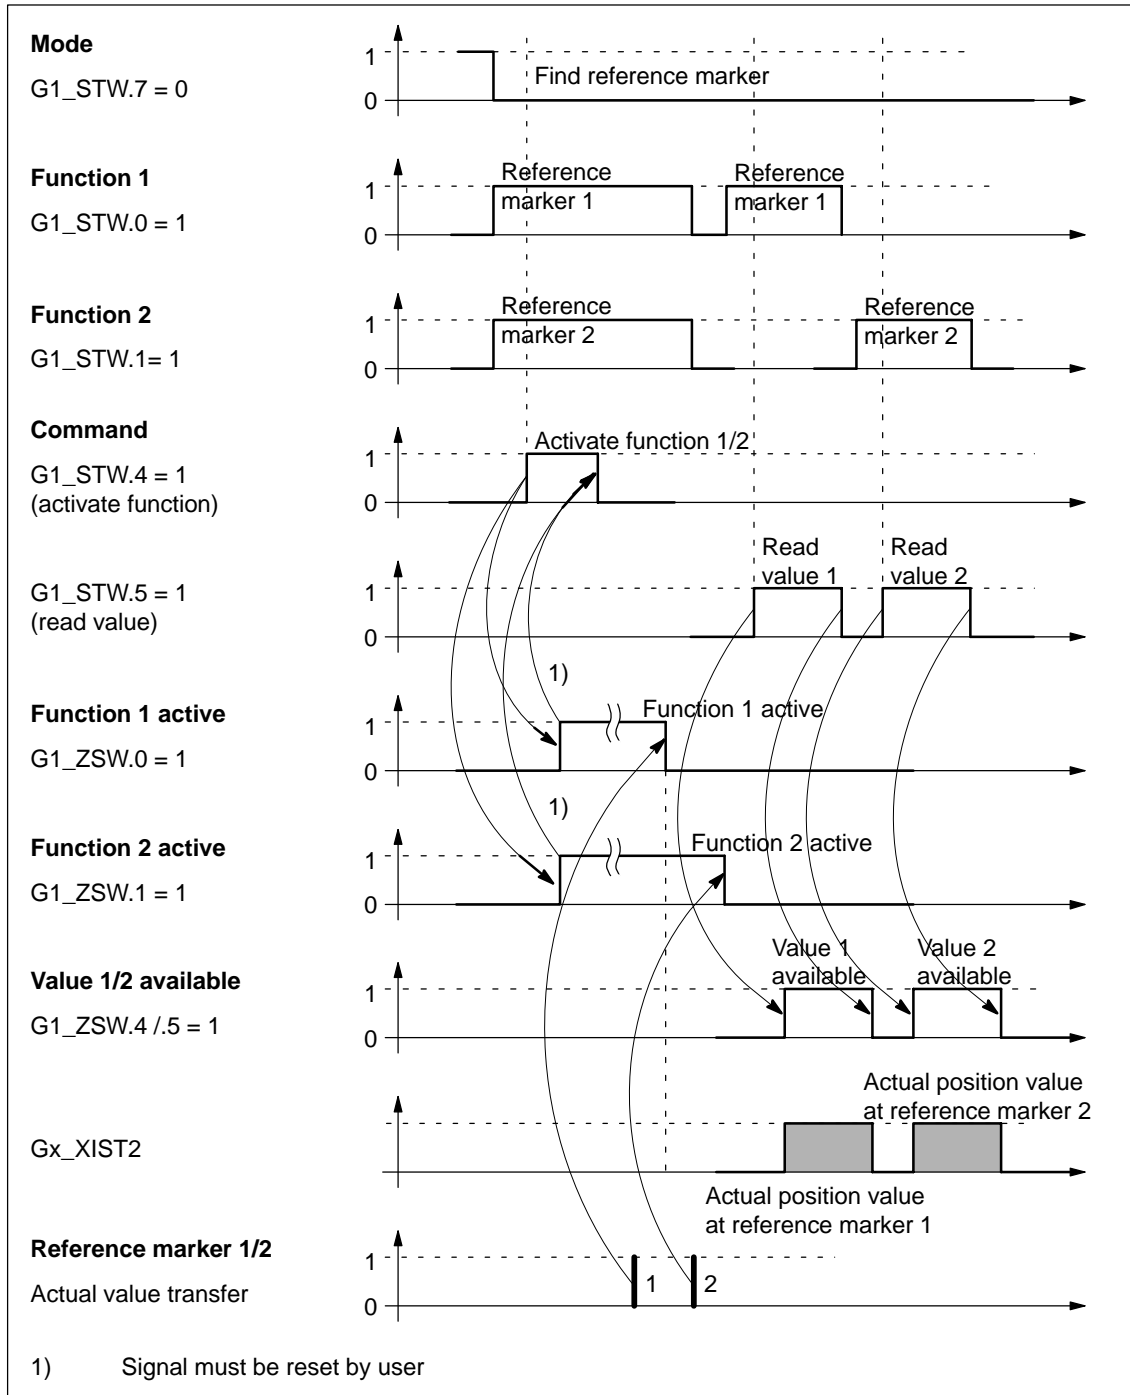 Mode
G1_STW.7 = 0
1
0
Find reference marker
Function 1
G1_STW.0 = 1
1
0
Reference
marker 1
Reference
marker 1
Function 2
G1_STW.1= 1
1
0
Reference
marker 2
Reference
marker 2
Command
G1_STW.4 = 1
(activate function)
1
0
Activate function 1/2
G1_STW.5 = 1
(read value)
1
0
Read
value 1
Read
value 2
1)
Function 1 active
G1_ZSW.0 = 1
1
0
Function 1 active
1)
Function 2 active
G1_ZSW.1 = 1
1
0
Function 2 active
Value 1/2 available
G1_ZSW.4 /.5 = 1
1
0
Value 1
available
Value 2
available
Gx_XIST2
Actual position value
at reference marker 2
Actual position value
at reference marker 1
Reference marker 1/2
Actual value transfer
1
0
1
2
1) Signal must be reset by user